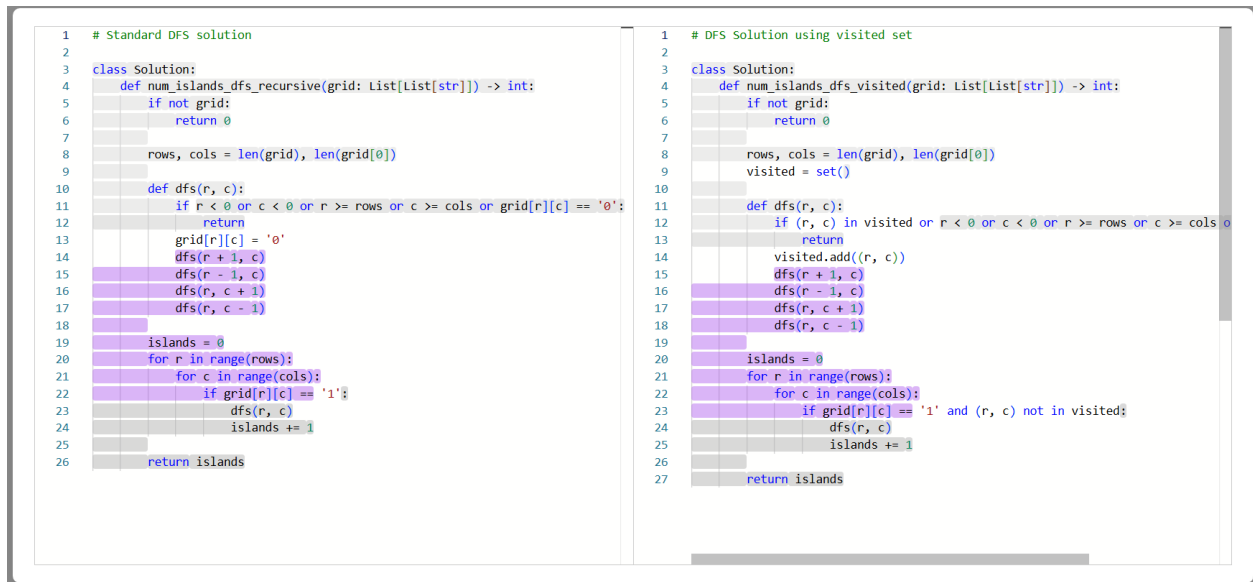 1 # Standard DFS solution
2
3 class Solution:
4     def num_islands_dfs_recursive(grid: List[List[str]]) -> int:
5         if not grid:
6             return 0
7
8         rows, cols = len(grid), len(grid[0])
9
10         def dfs(r, c):
11             if r < 0 or c < 0 or r >= rows or c >= cols or grid[r][c] == '0':
12                 return
13             grid[r][c] = '0'
14             dfs(r + 1, c)
15             dfs(r - 1, c)
16             dfs(r, c + 1)
17             dfs(r, c - 1)
18
19         islands = 0
20         for r in range(rows):
21             for c in range(cols):
22                 if grid[r][c] == '1':
23                     dfs(r, c)
24                     islands += 1
25
26         return islands
1 # DFS Solution using visited set
2
3 class Solution:
4     def num_islands_dfs_visited(grid: List[List[str]]) -> int:
5         if not grid:
6             return 0
7
8         rows, cols = len(grid), len(grid[0])
9         visited = set()
10
11         def dfs(r, c):
12             if (r, c) in visited or r < 0 or c < 0 or r >= rows or c >= cols o
13                 return
14             visited.add((r, c))
15             dfs(r + 1, c)
16             dfs(r - 1, c)
17             dfs(r, c + 1)
18             dfs(r, c - 1)
19
20         islands = 0
21         for r in range(rows):
22             for c in range(cols):
23                 if grid[r][c] == '1' and (r, c) not in visited:
24                     dfs(r, c)
25                     islands += 1
26
27         return islands